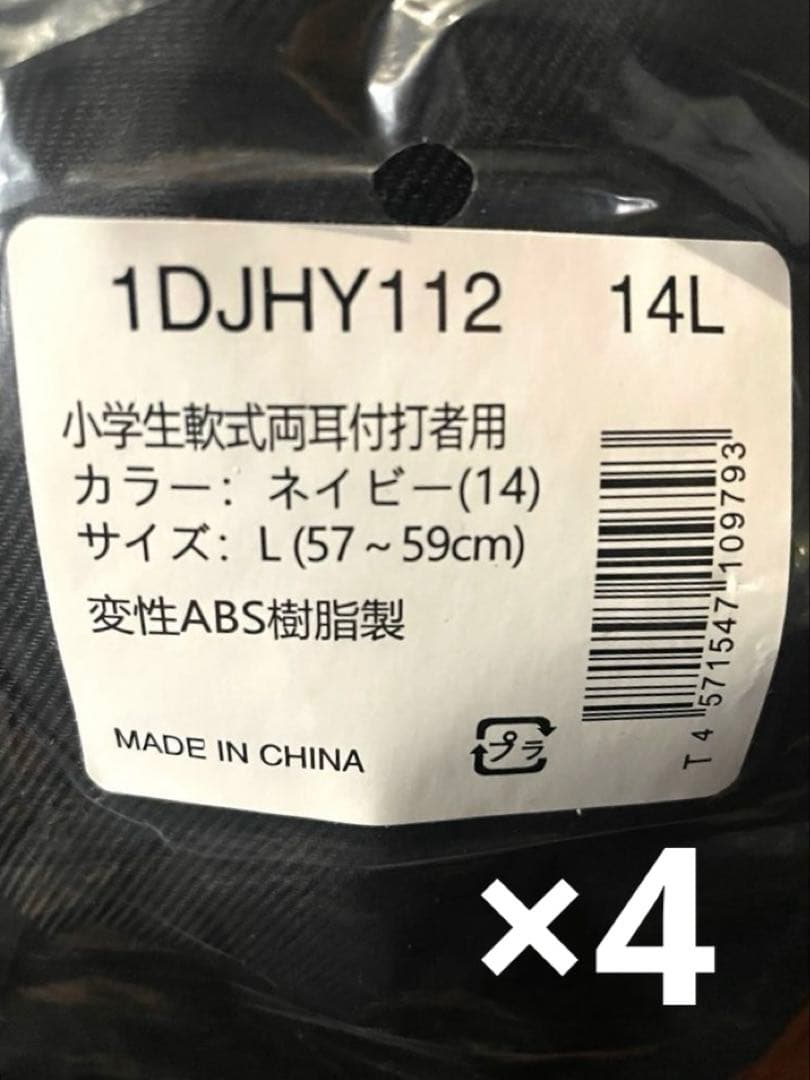 1DJHY112 14L
小学生軟式両耳付打者用
カラー：ネイビー(14)
サイズ：L(57～59cm)
変性ABS樹脂製
MADE IN CHINA
プラ
T 4 571547 109793
×4